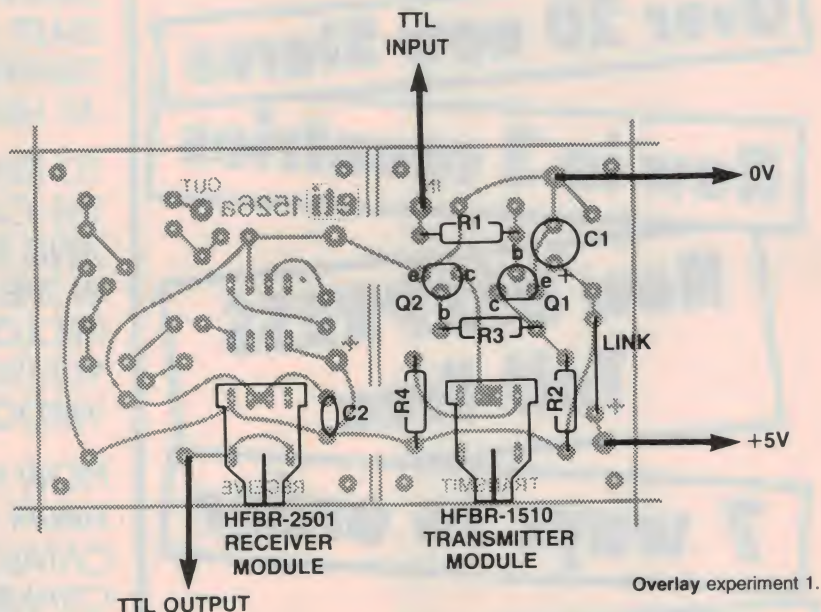 TTL
INPUT
0V
OUT
IN
eti 1526a
R1
b
C1
e
c
e
+
Q2
b
c
Q1
R3
+
LINK
R4
R2
C2
+
+5V
RECEIVE
TRANSMIT
HFBR-2501
RECEIVER
MODULE
HFBR-1510
TRANSMITTER
MODULE
TTL OUTPUT
Overlay experiment 1.